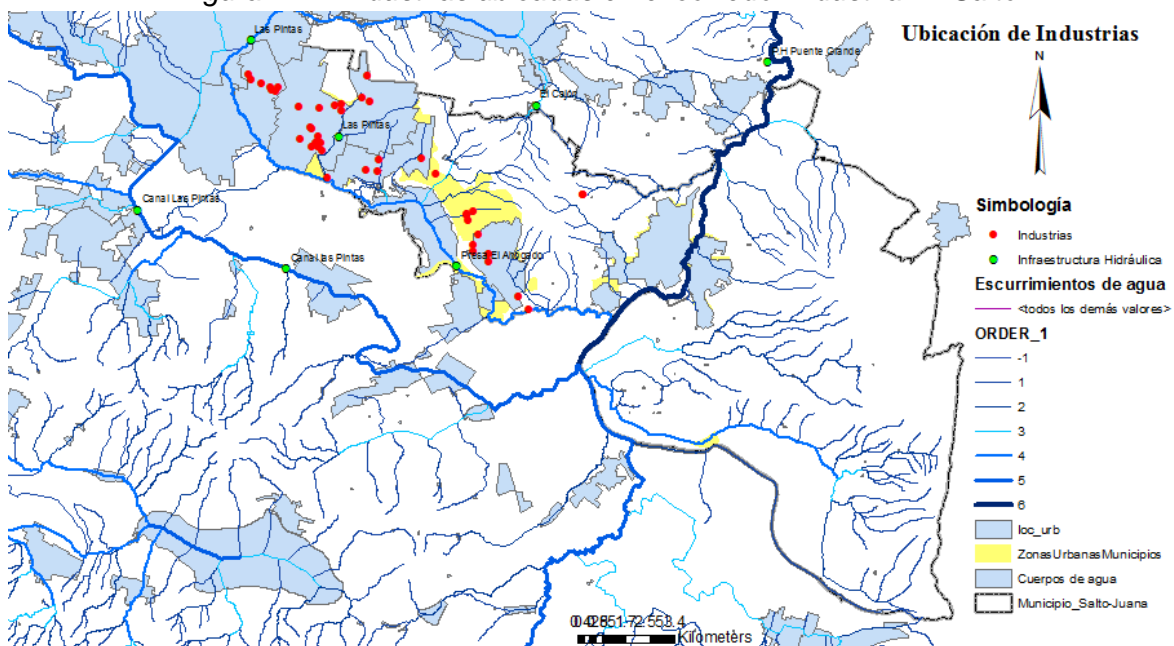 Ubicación de Industrias
N
Las Pintas
P.H Puente Grande
El Cajón
Las Pintas
Canal Las Pintas
Canal las Pintas
Presa El Ahogado
Simbología
Industrias
Infraestructura Hidráulica
Escurrimientos de agua
<todos los demás valores>
ORDER_1
-1
1
2
3
4
5
6
loc_urb
ZonasUrbanasMunicipios
Cuerpos de agua
Municipio_Salto-Juana
Kilometers